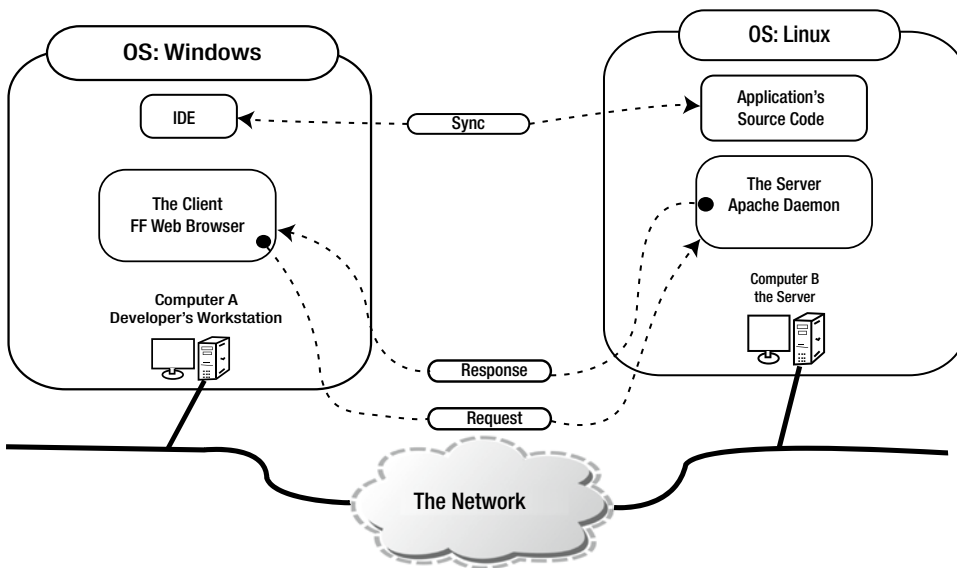 OS: Windows
IDE
The Client
FF Web Browser
Computer A
Developer's Workstation
Sync
Response
Request
The Network
OS: Linux
Application's
Source Code
The Server
Apache Daemon
Computer B
the Server